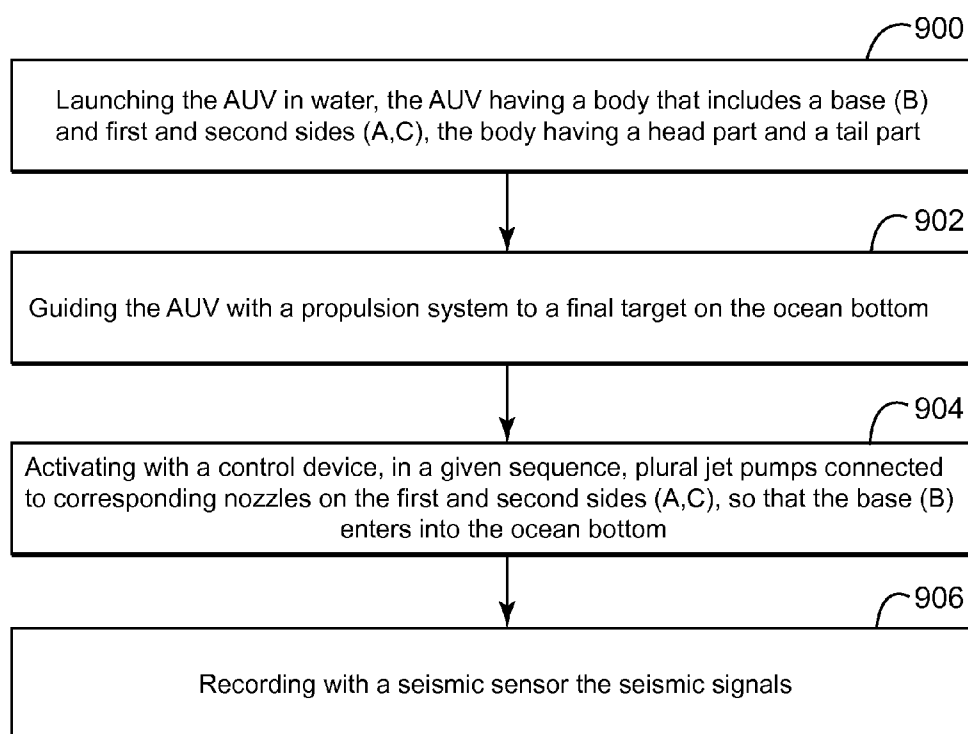 900
Launching the AUV in water, the AUV having a body that includes a base (B)
and first and second sides (A,C), the body having a head part and a tail part
902
Guiding the AUV with a propulsion system to a final target on the ocean bottom
904
Activating with a control device, in a given sequence, plural jet pumps connected
to corresponding nozzles on the first and second sides (A,C), so that the base (B)
enters into the ocean bottom
906
Recording with a seismic sensor the seismic signals